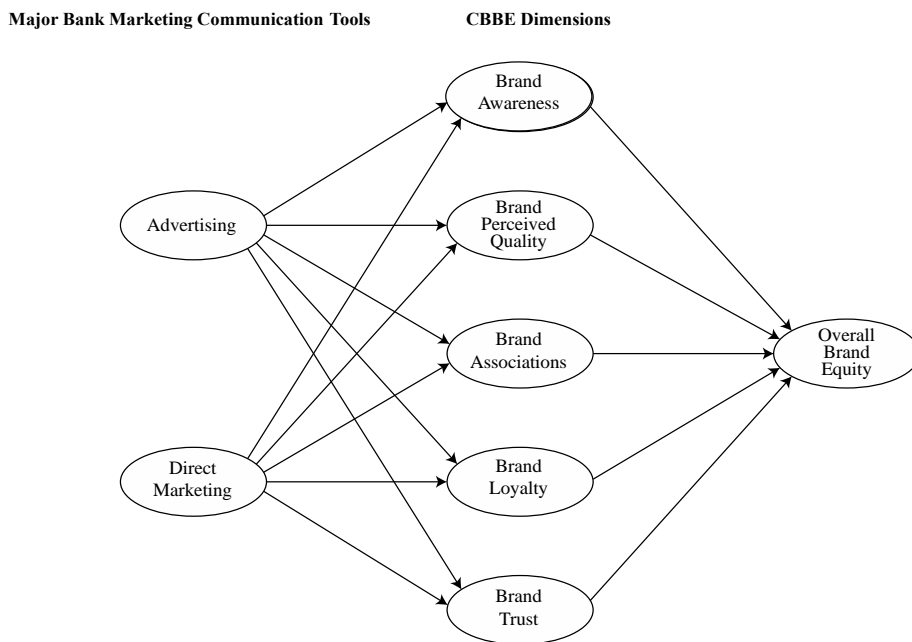 Major Bank Marketing Communication Tools
CBBE Dimensions
Brand
Awareness
Advertising
Brand
Perceived
Quality
Brand
Associations
Overall
Brand
Equity
Direct
Marketing
Brand
Loyalty
Brand
Trust